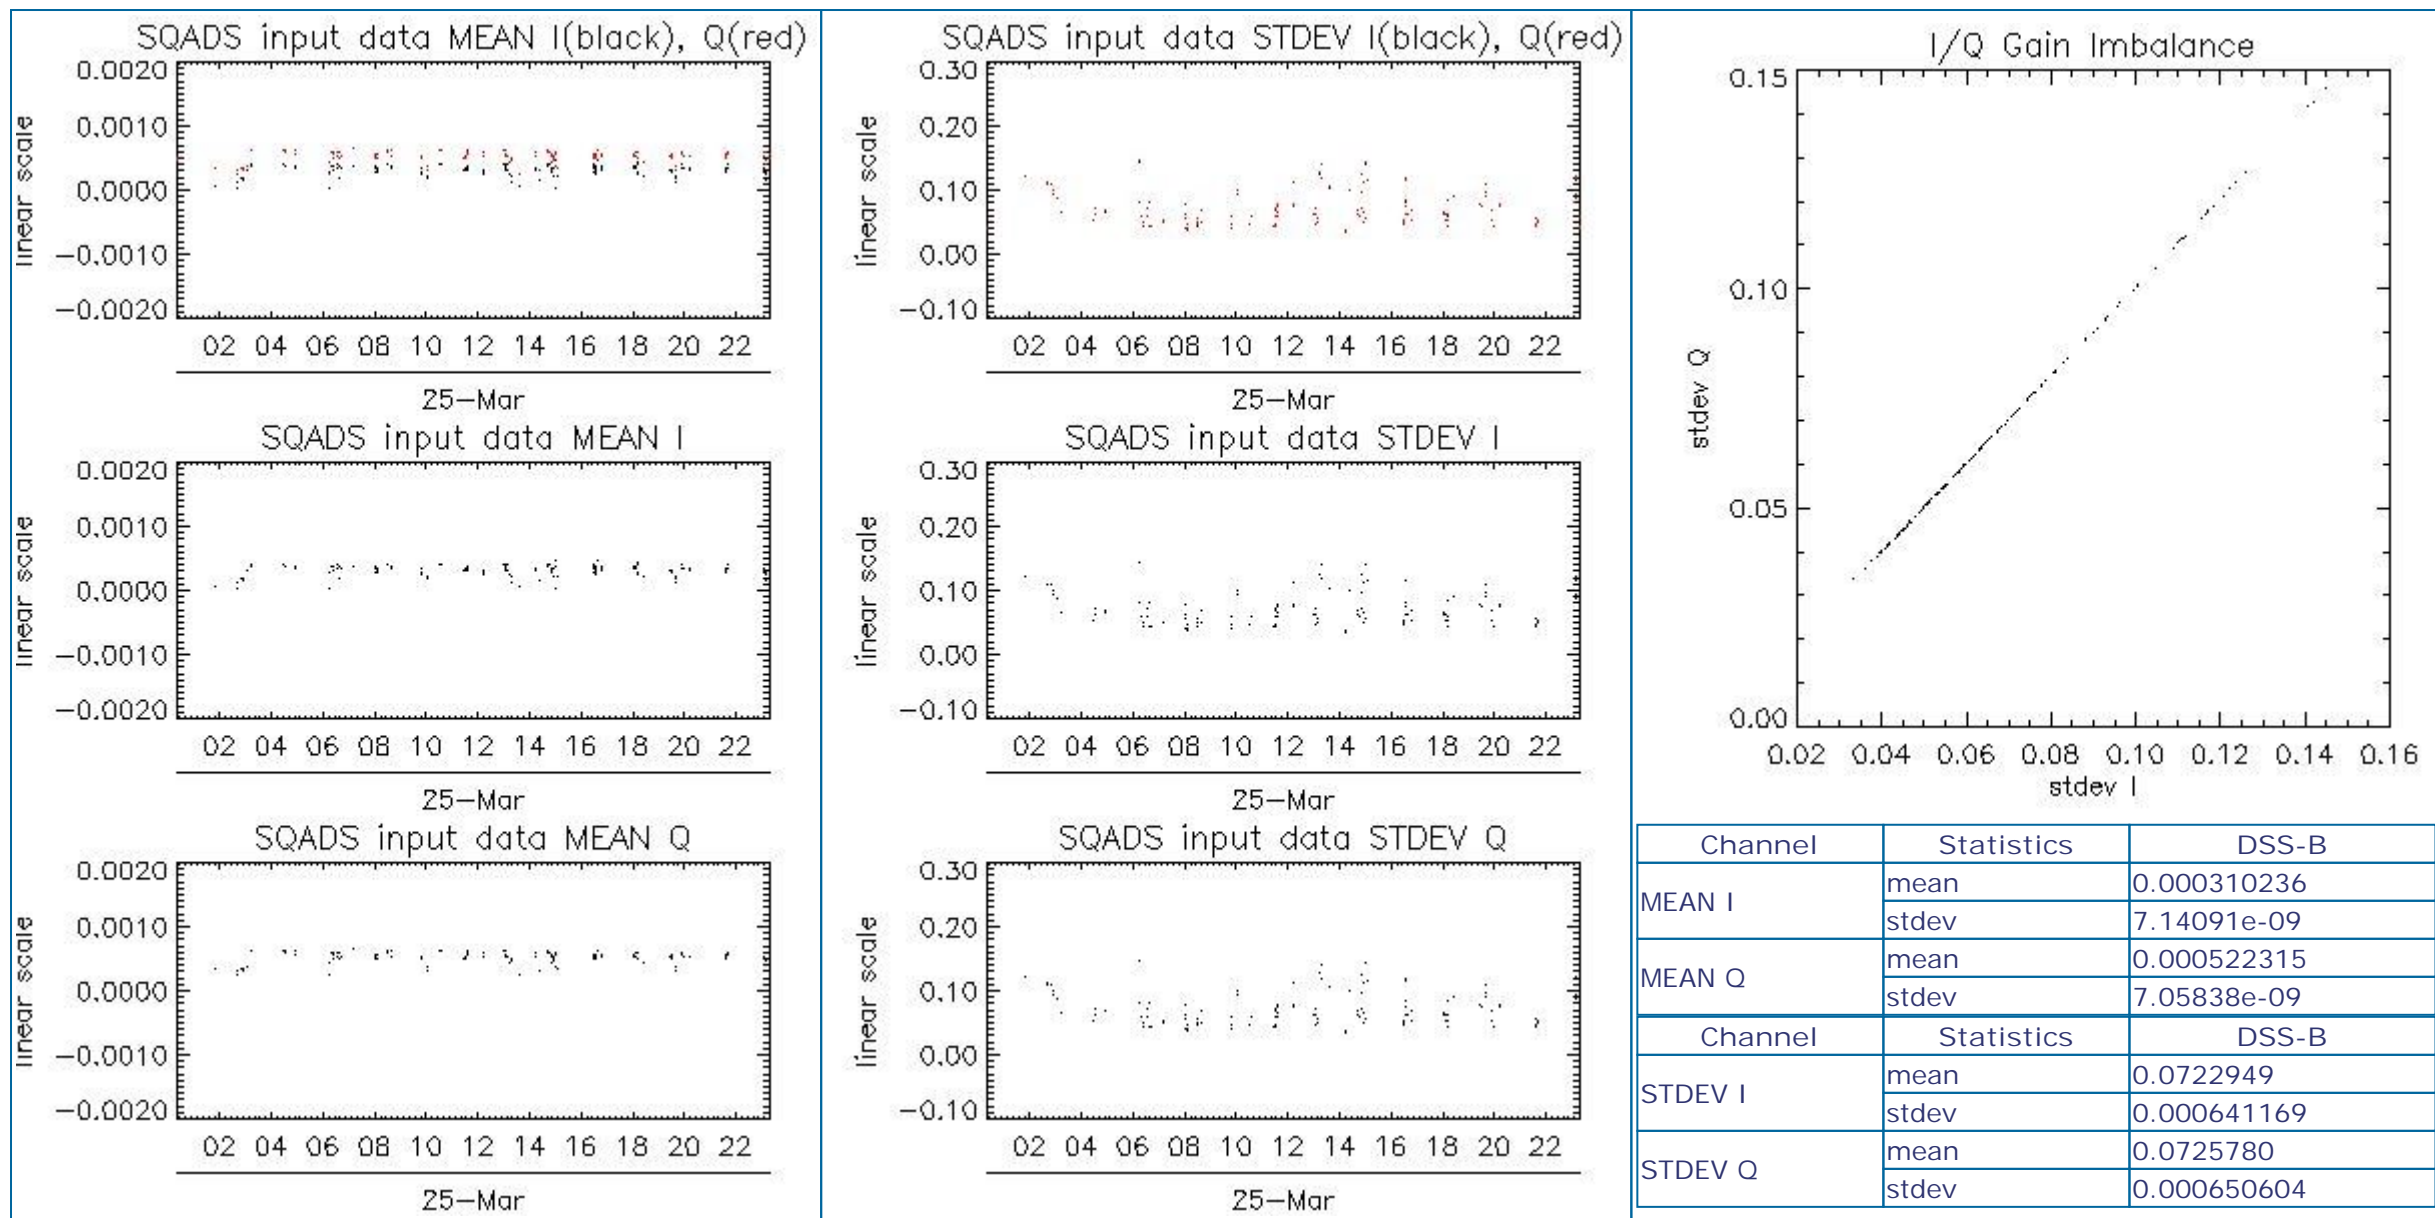 SQADS input data MEAN I(black), Q(red)
0.0020
0.0010
0.0000
-0.0010
-0.0020
linear scale
02 04 06 08 10 12 14 16 18 20 22
25-Mar
SQADS input data MEAN I
0.0020
0.0010
0.0000
-0.0010
-0.0020
linear scale
02 04 06 08 10 12 14 16 18 20 22
25-Mar
SQADS input data MEAN Q
0.0020
0.0010
0.0000
-0.0010
-0.0020
linear scale
02 04 06 08 10 12 14 16 18 20 22
25-Mar
SQADS input data STDEV I(black), Q(red)
0.30
0.20
0.10
0.00
-0.10
linear scale
02 04 06 08 10 12 14 16 18 20 22
25-Mar
SQADS input data STDEV I
0.30
0.20
0.10
0.00
-0.10
linear scale
02 04 06 08 10 12 14 16 18 20 22
25-Mar
SQADS input data STDEV Q
0.30
0.20
0.10
0.00
-0.10
linear scale
02 04 06 08 10 12 14 16 18 20 22
25-Mar
I/Q Gain Imbalance
0.15
0.10
0.05
0.00
stdev Q
0.02 0.04 0.06 0.08 0.10 0.12 0.14 0.16
stdev I
Channel Statistics DSS-B
MEAN I mean 0.000310236
stdev 7.14091e-09
MEAN Q mean 0.000522315
stdev 7.05838e-09
Channel Statistics DSS-B
STDEV I mean 0.0722949
stdev 0.000641169
STDEV Q mean 0.0725780
stdev 0.000650604